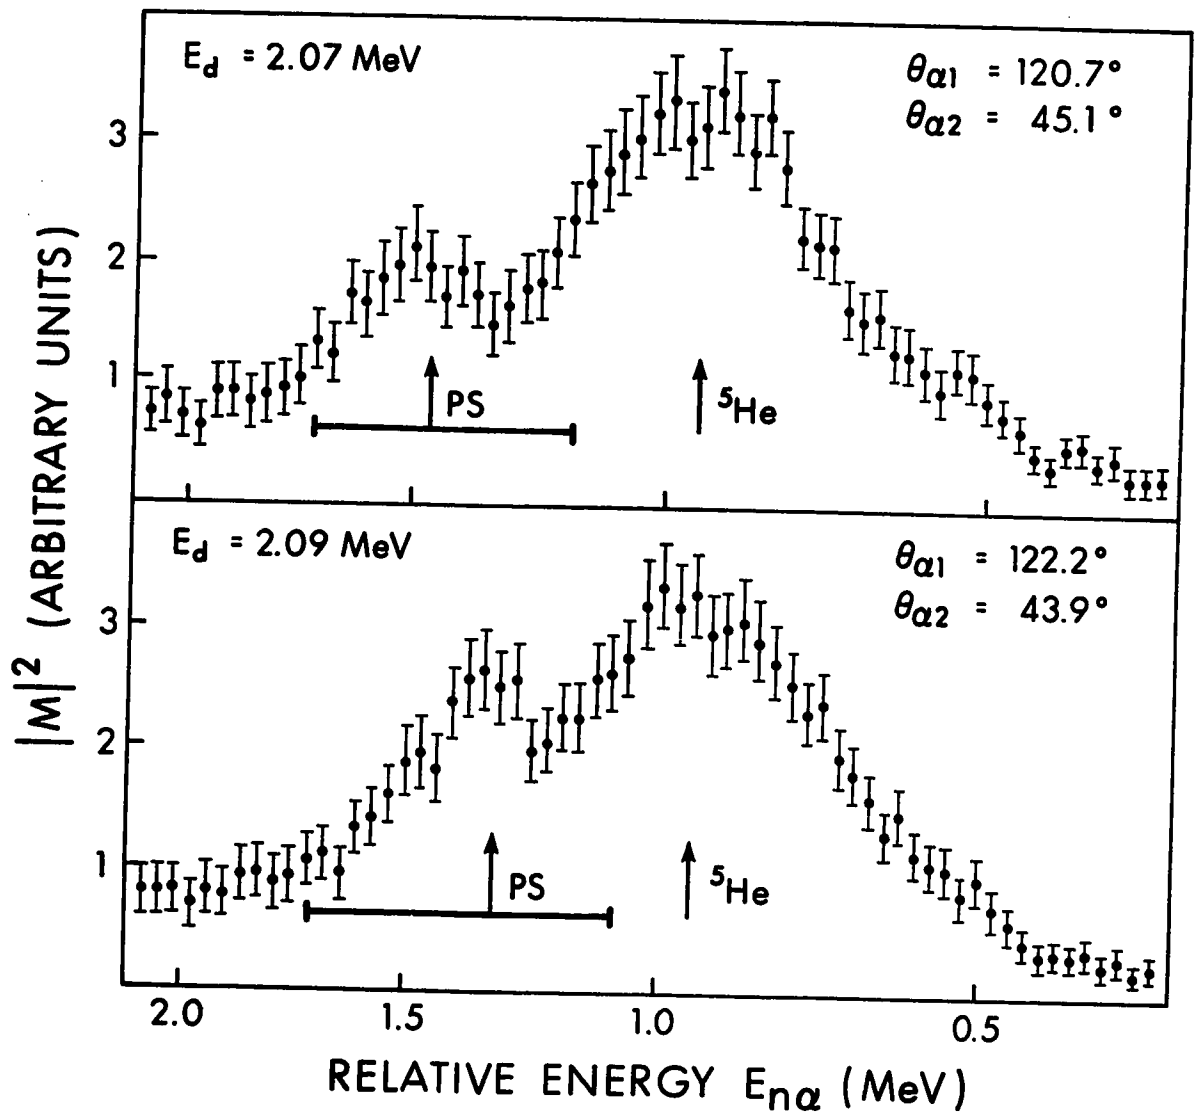 E_d = 2.07 MeV
θ_α1 = 120.7°
θ_α2 = 45.1°
3
2
1
PS
⁵He
E_d = 2.09 MeV
θ_α1 = 122.2°
θ_α2 = 43.9°
3
2
1
PS
⁵He
|M|² (ARBITRARY UNITS)
2.0 1.5 1.0 0.5
RELATIVE ENERGY E_nα (MeV)